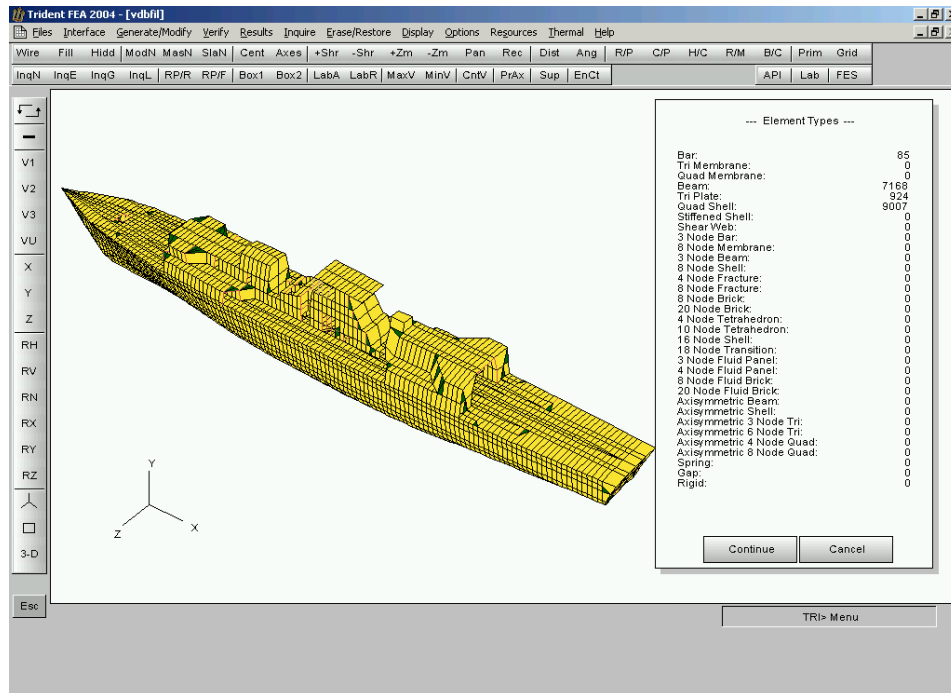 Trident FEA 2004 - [vdbfil]
Files Interface Generate/Modify Verify Results Inquire Erase/Restore Display Options Resources Thermal Help
Wire Fill Hidd ModN MasN SlaN Cent Axes +Shr -Shr +Zm -Zm Pan Rec Dist Ang R/P C/P H/C R/M B/C Prim Grid
InqN InqE InqG InqL RP/R RP/F Box1 Box2 LabA LabR MaxV MinV CntV PrAx Sup EnCt API Lab FES
V1
V2
V3
VU
X
Y
Z
RH
RV
RN
RX
RY
RZ
3-D
Esc
Y
X
Z
--- Element Types ---
Bar: 85
Tri Membrane: 0
Quad Membrane: 0
Beam: 7168
Tri Plate: 924
Quad Shell: 9007
Stiffened Shell: 0
Shear Web: 0
3 Node Bar: 0
8 Node Membrane: 0
3 Node Beam: 0
8 Node Shell: 0
4 Node Fracture: 0
8 Node Fracture: 0
8 Node Brick: 0
20 Node Brick: 0
4 Node Tetrahedron: 0
10 Node Tetrahedron: 0
16 Node Shell: 0
18 Node Transition: 0
3 Node Fluid Panel: 0
4 Node Fluid Panel: 0
8 Node Fluid Brick: 0
20 Node Fluid Brick: 0
Axisymmetric Beam: 0
Axisymmetric Shell: 0
Axisymmetric 3 Node Tri: 0
Axisymmetric 6 Node Tri: 0
Axisymmetric 4 Node Quad: 0
Axisymmetric 8 Node Quad: 0
Spring: 0
Gap: 0
Rigid: 0
Continue Cancel
TRI> Menu